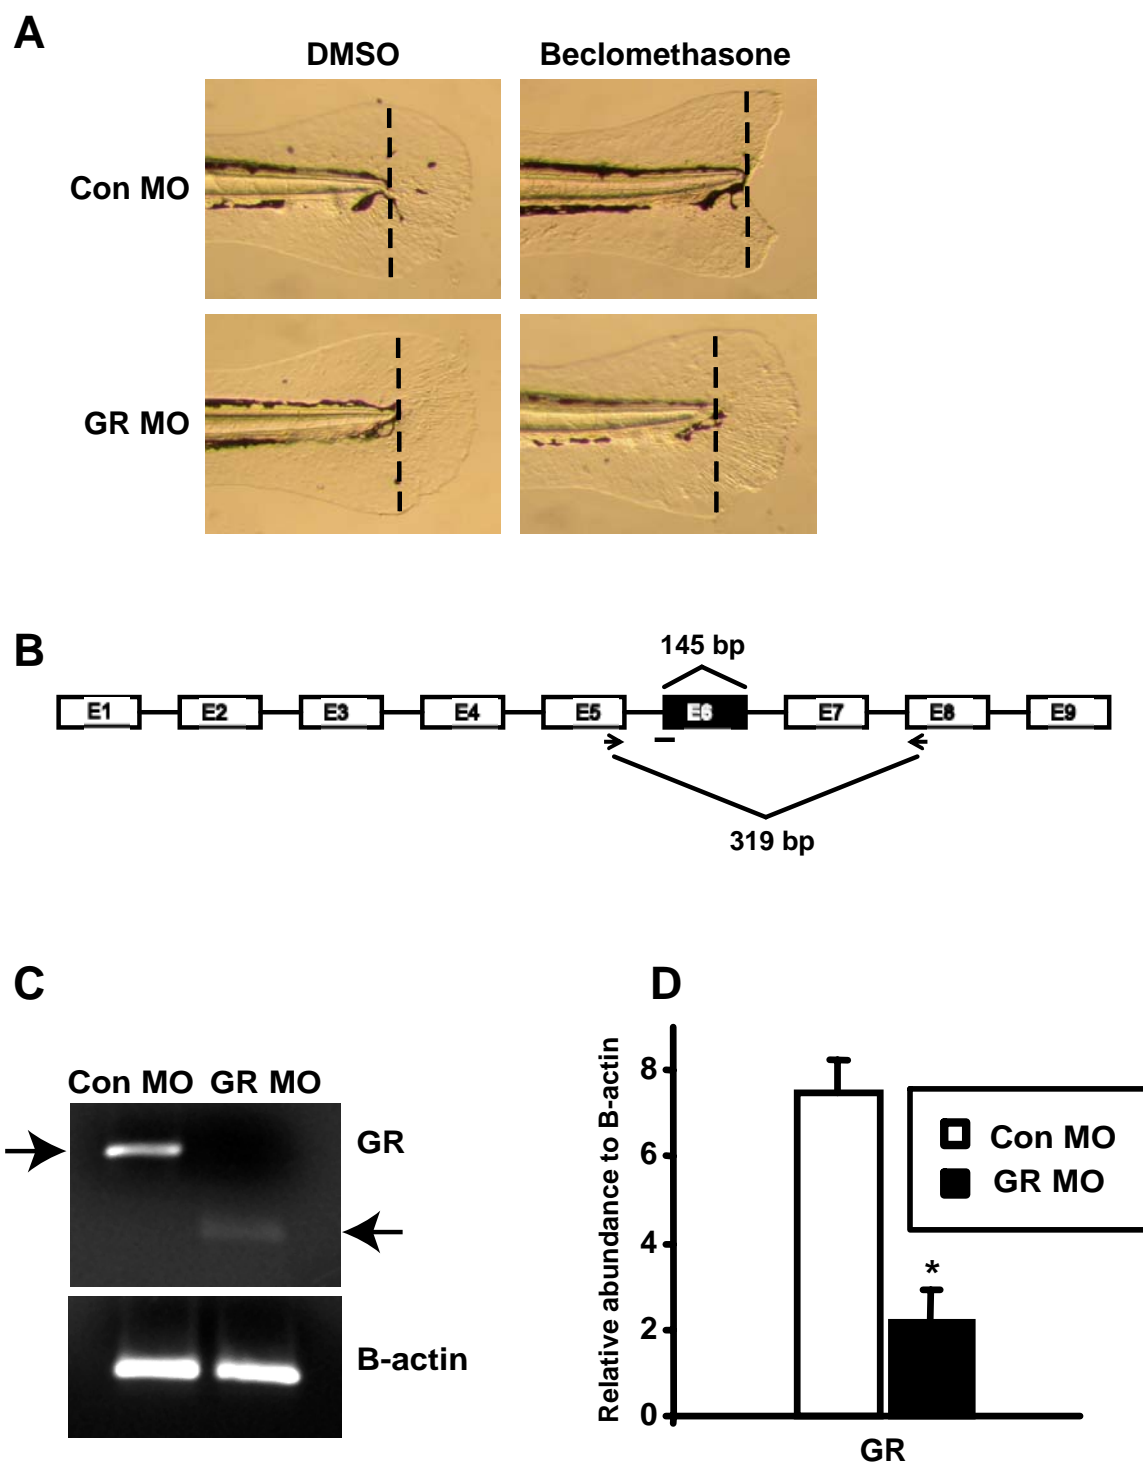 A
DMSO Beclomethasone
Con MO
GR MO
B
145 bp
E1 E2 E3 E4 E5 E6 E7 E8 E9
319 bp
C
Con MO GR MO
GR
B-actin
D
Relative abundance to B-actin
8
6
4
2
0
*
Con MO
GR MO
GR